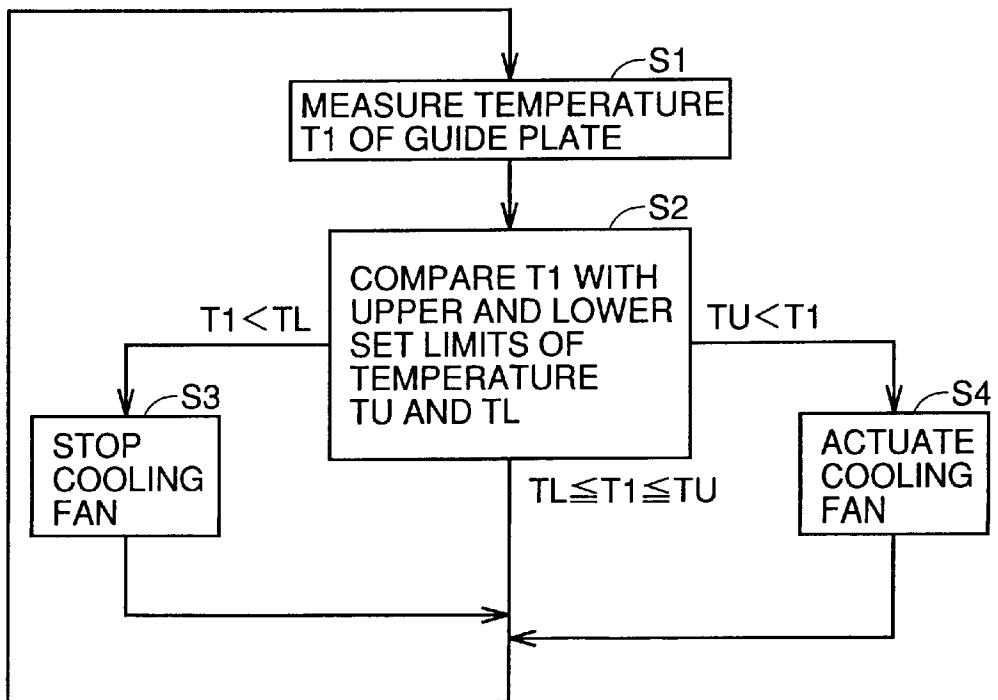 S1
MEASURE TEMPERATURE
T1 OF GUIDE PLATE
S2
COMPARE T1 WITH
UPPER AND LOWER
SET LIMITS OF
TEMPERATURE
TU AND TL
T1<TL
TU<T1
S3
STOP
COOLING
FAN
S4
ACTUATE
COOLING
FAN
TL≦T1≦TU